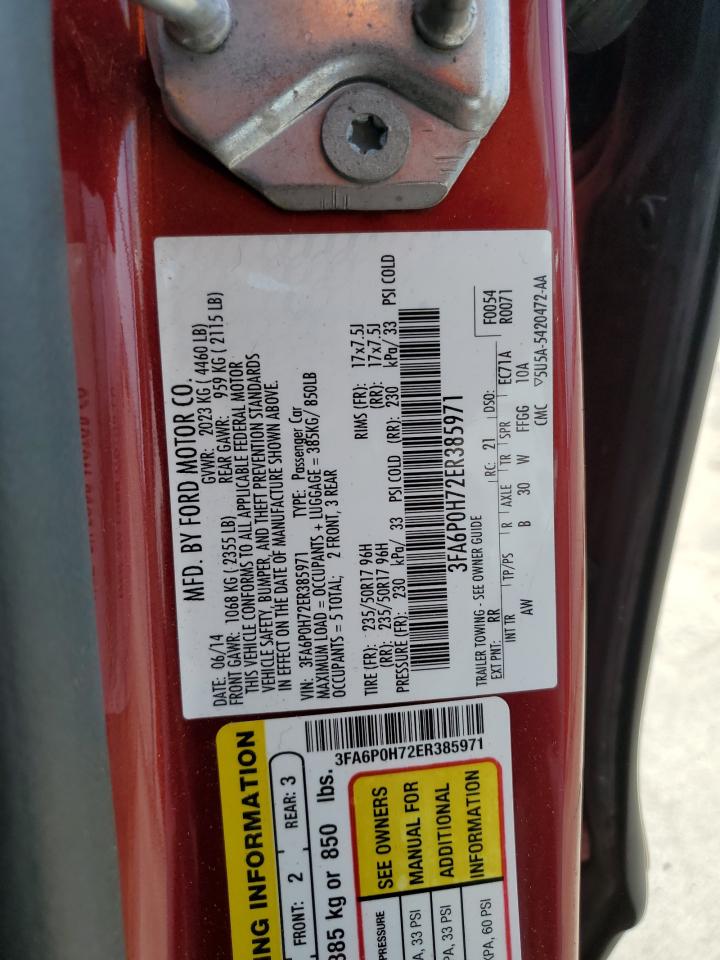 MFD. BY FORD MOTOR CO.
DATE: 06/14 GVWR: 2023 KG (4460 LB)
FRONT GAWR: 1068 KG (2355 LB) REAR GAWR: 959 KG (2115 LB)
THIS VEHICLE CONFORMS TO ALL APPLICABLE FEDERAL MOTOR
VEHICLE SAFETY, BUMPER, AND THEFT PREVENTION STANDARDS
IN EFFECT ON THE DATE OF MANUFACTURE SHOWN ABOVE.
VIN: 3FA6P0H72ER385971 TYPE: Passenger Car
MAXIMUM LOAD = OCCUPANTS + LUGGAGE = 385KG/ 850LB
OCCUPANTS = 5 TOTAL; 2 FRONT, 3 REAR
TIRE (FR): 235/50R17 96H RIMS (FR): 17x7.5J
(RR): 235/50R17 96H (RR): 17x7.5J
PRESSURE (FR): 230 kPa/ 33 PSI COLD (RR): 230 kPa/ 33 PSI COLD
3FA6P0H72ER385971
F0054
TRAILER TOWING - SEE OWNER GUIDE RC: 21 DSO: R0071
EXT PNT: RR
INT TR TP/PS R AXLE TR SPR EC71A
AW B 30 W FFGG 10A
CMC ▽5U5A-5420472-AA
3FA6P0H72ER385971
ING INFORMATION
FRONT: 2 REAR: 3
385 kg or 850 lbs.
PRESSURE SEE OWNERS
PA, 33 PSI MANUAL FOR
PA, 33 PSI ADDITIONAL
KPA, 60 PSI INFORMATION